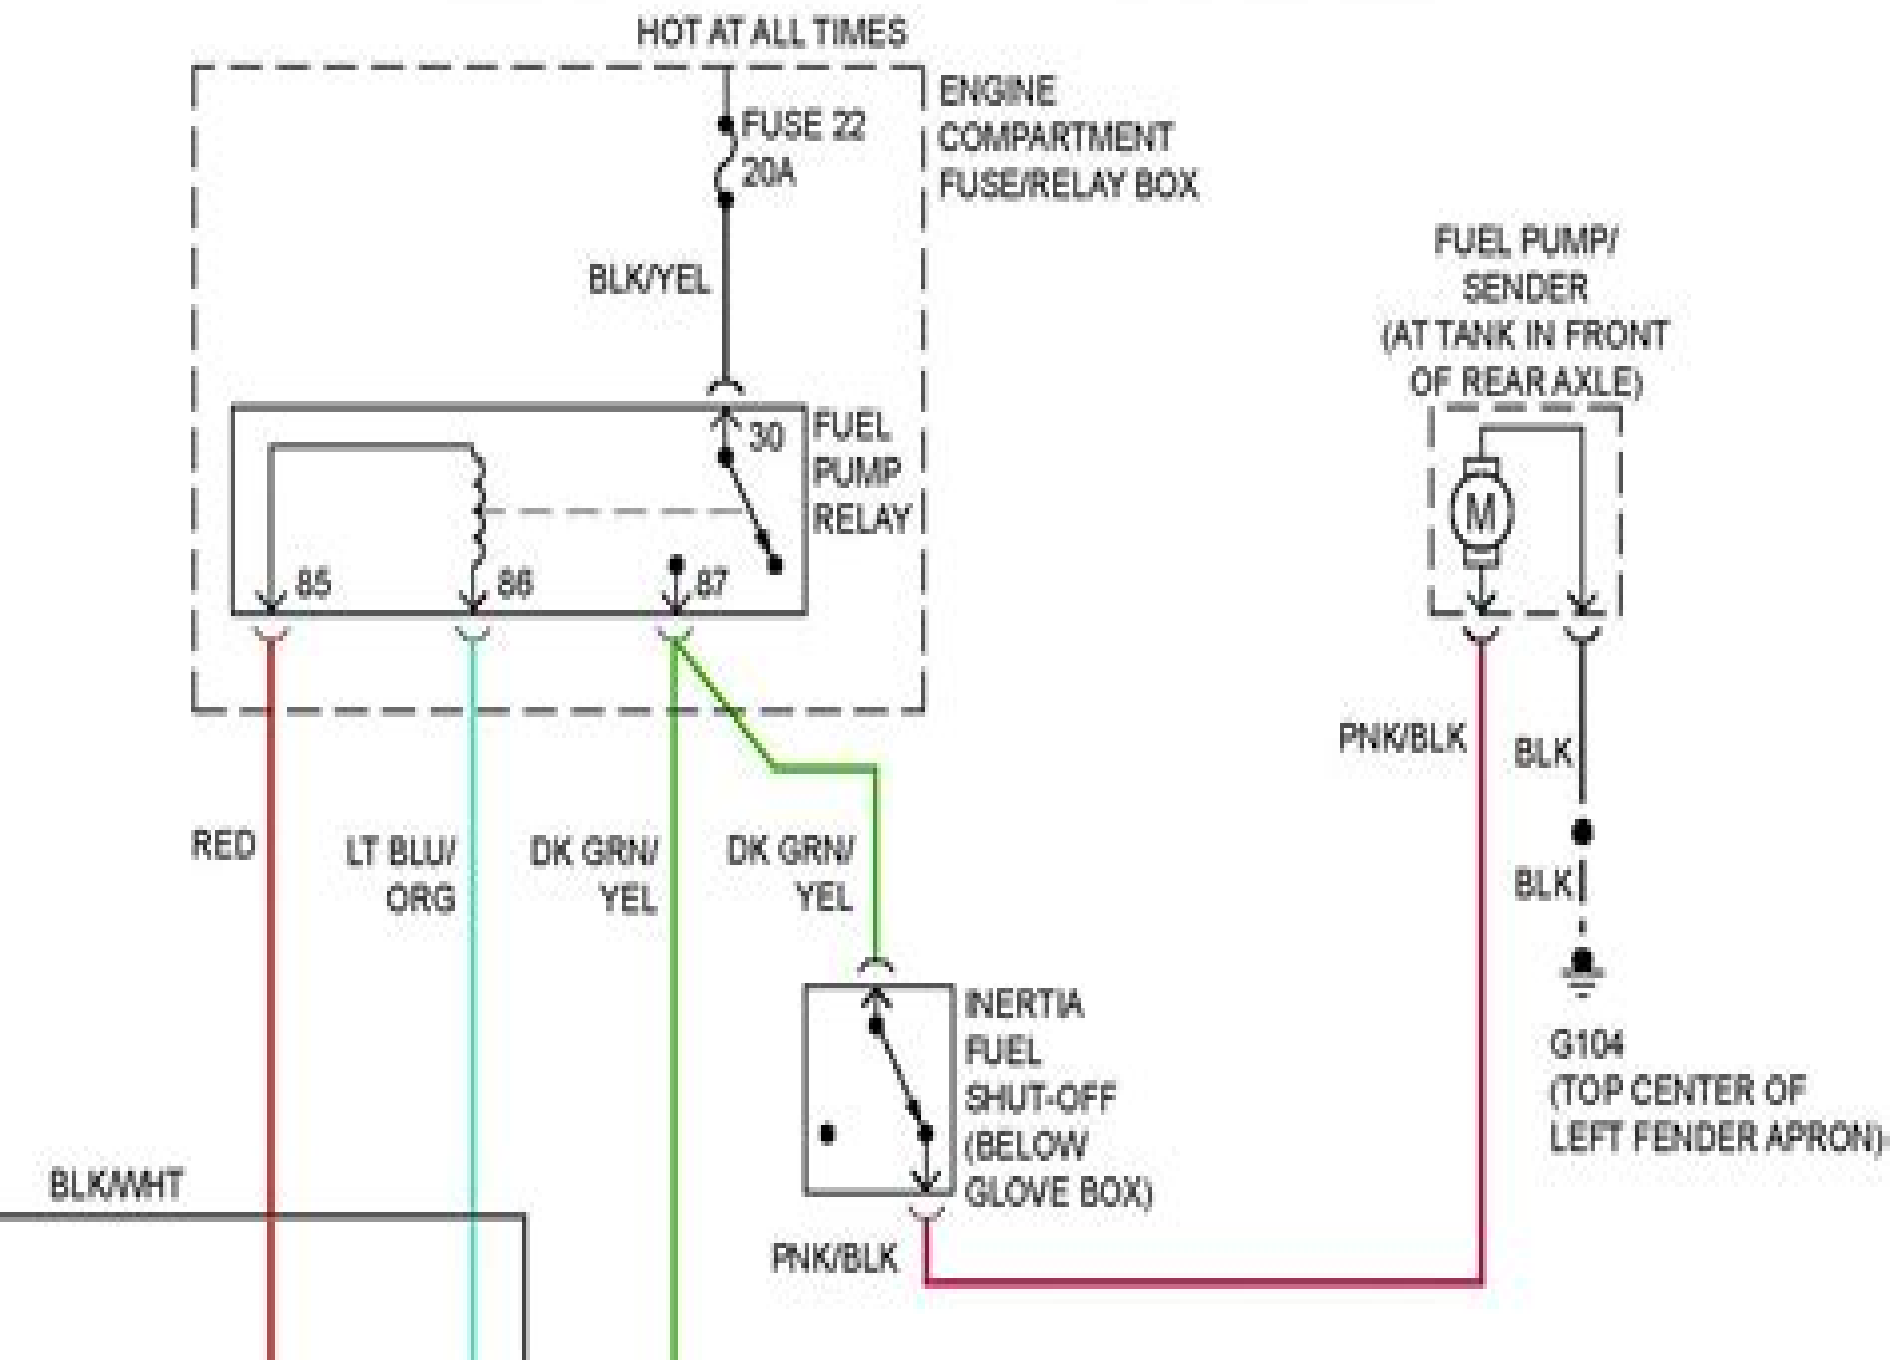 HOT AT ALL TIMES
ENGINE
COMPARTMENT
FUSE/RELAY BOX
FUSE 22
20A
BLK/YEL
FUEL PUMP/
SENDER
(AT TANK IN FRONT
OF REAR AXLE)
30
FUEL
PUMP
RELAY
M
85
86
87
PNK/BLK
BLK
RED
LT BLU/
ORG
DK GRN/
YEL
DK GRN/
YEL
BLK
INERTIA
FUEL
SHUT-OFF
(BELOW
GLOVE BOX)
G104
(TOP CENTER OF
LEFT FENDER APRON)
BLK/WHT
PNK/BLK